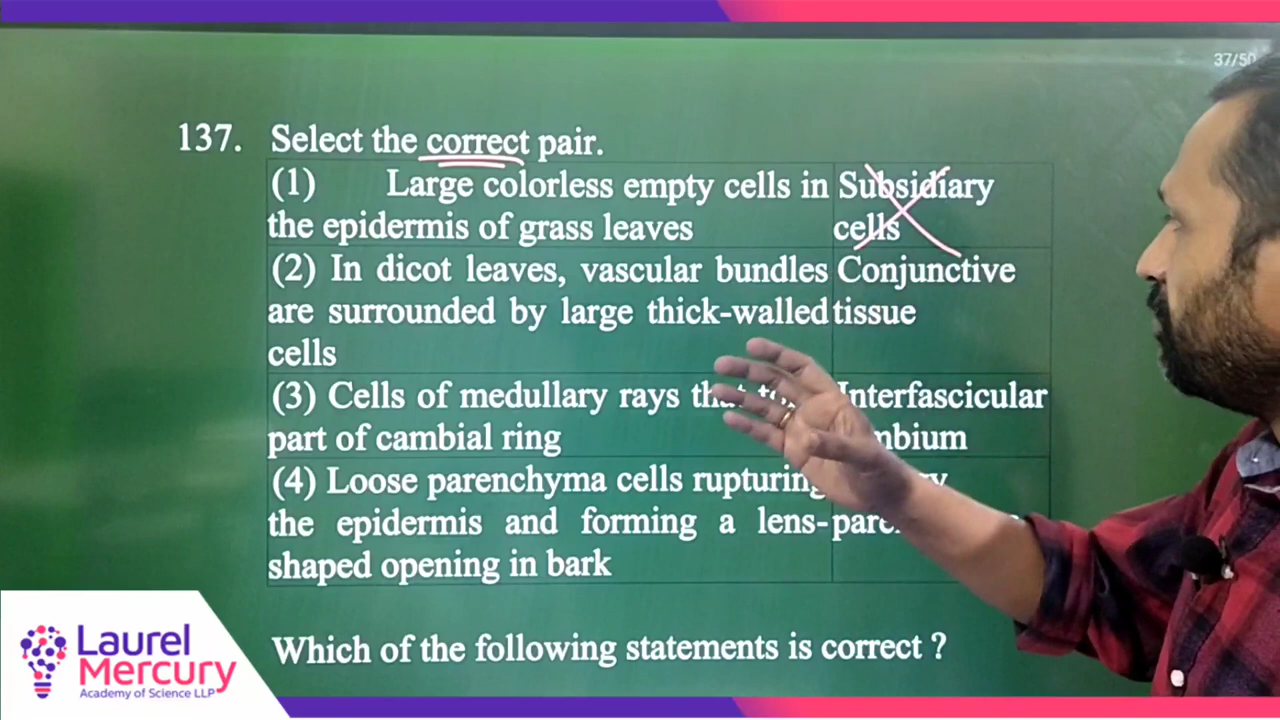 37/50
137. Select the correct pair.
(1) Large colorless empty cells in Subsidiary
the epidermis of grass leaves cells
(2) In dicot leaves, vascular bundles Conjunctive
are surrounded by large thick-walled tissue
cells
(3) Cells of medullary rays Interfascicular
part of cambial ring
(4) Loose parenchyma cells rupturing
the epidermis and forming a lens-
shaped opening in bark
Which of the following statements is correct ?
Laurel
Mercury
Academy of Science LLP